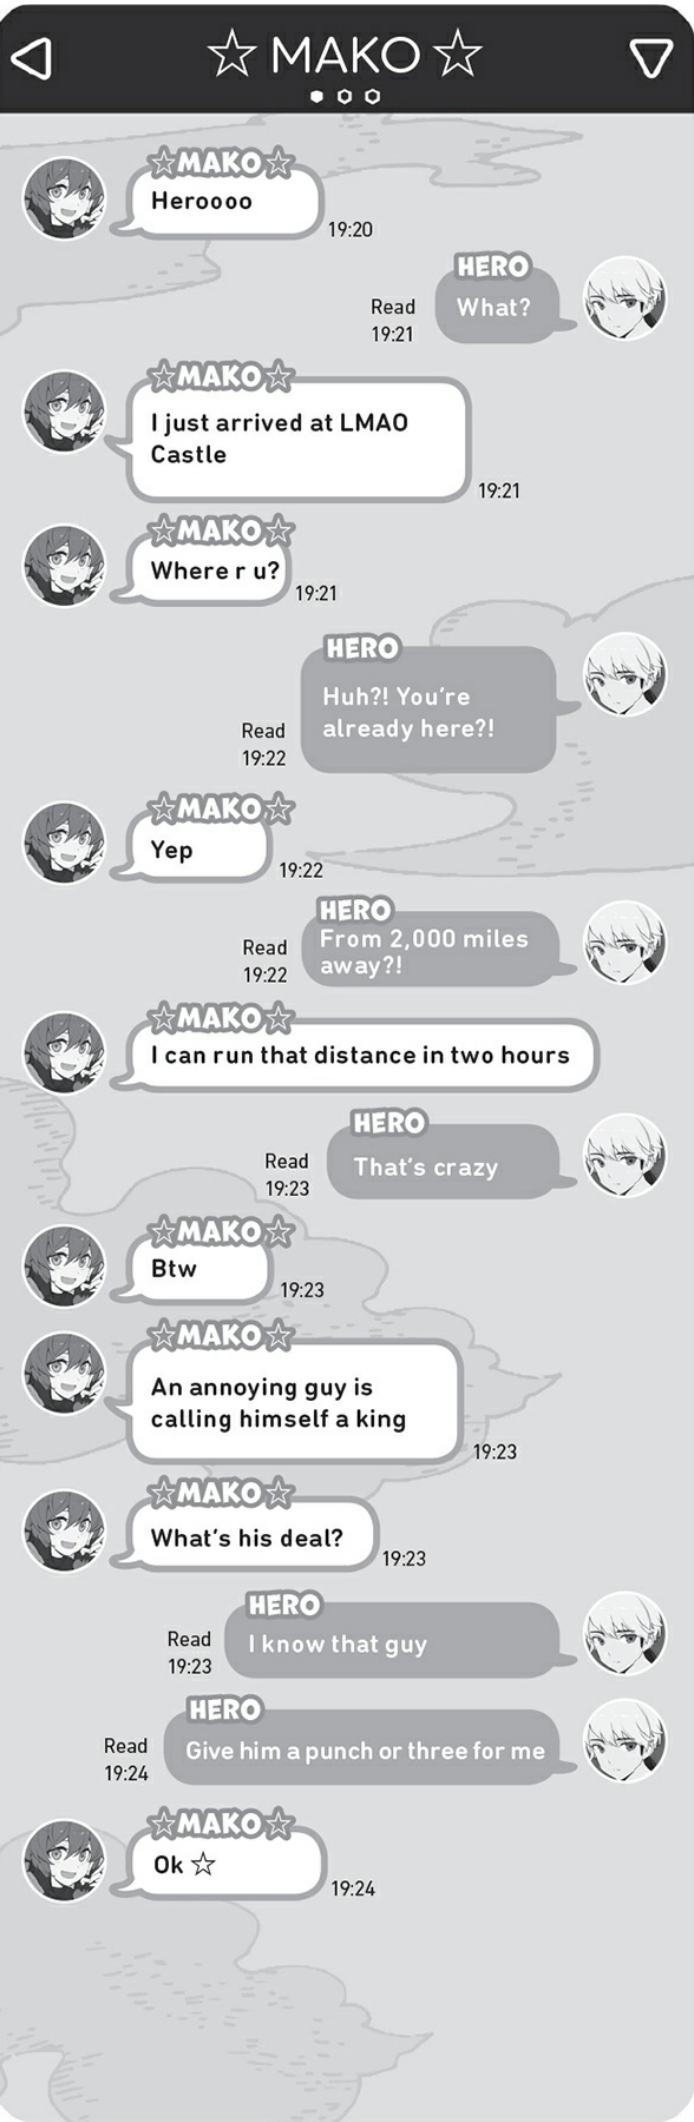 ☆ MAKO ☆
☆MAKO☆
Heroooo
19:20
HERO
What?
Read
19:21
☆MAKO☆
I just arrived at LMAO
Castle
19:21
☆MAKO☆
Where r u?
19:21
HERO
Huh?! You're
already here?!
Read
19:22
☆MAKO☆
Yep
19:22
HERO
From 2,000 miles
away?!
Read
19:22
☆MAKO☆
I can run that distance in two hours
HERO
That's crazy
Read
19:23
☆MAKO☆
Btw
19:23
☆MAKO☆
An annoying guy is
calling himself a king
19:23
☆MAKO☆
What's his deal?
19:23
HERO
I know that guy
Read
19:23
HERO
Give him a punch or three for me
Read
19:24
☆MAKO☆
Ok ☆
19:24